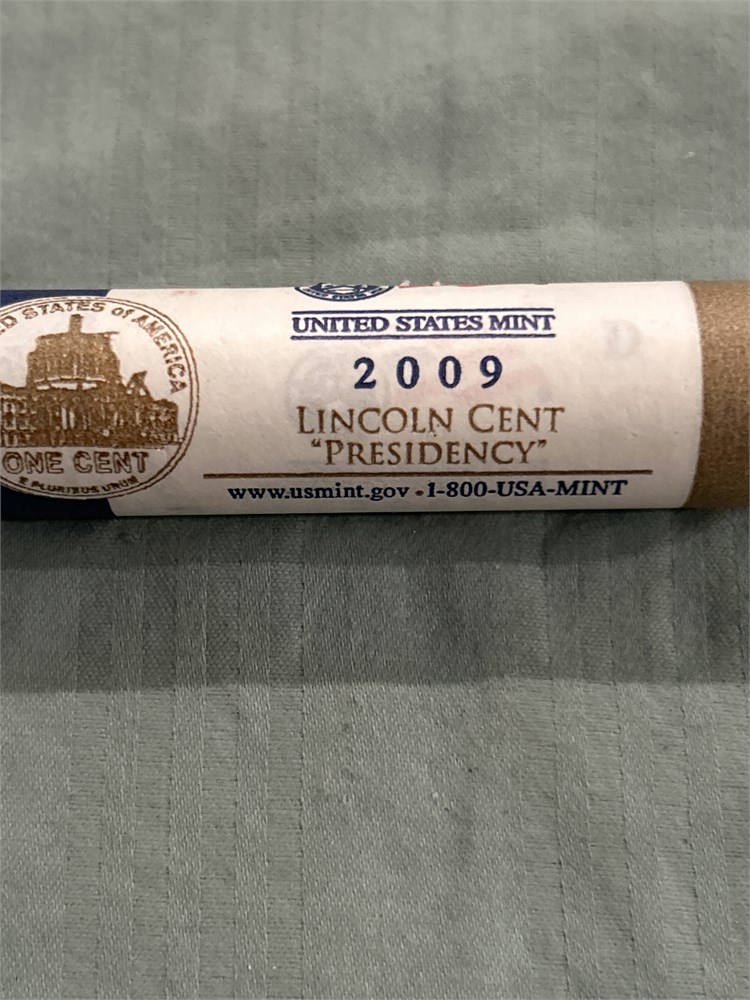 D STATES of AMERICA
ONE CENT
E PLURIBUS UNUM
UNITED STATES MINT
2009
LINCOLN CENT
“PRESIDENCY”
www.usmint.gov • 1-800-USA-MINT